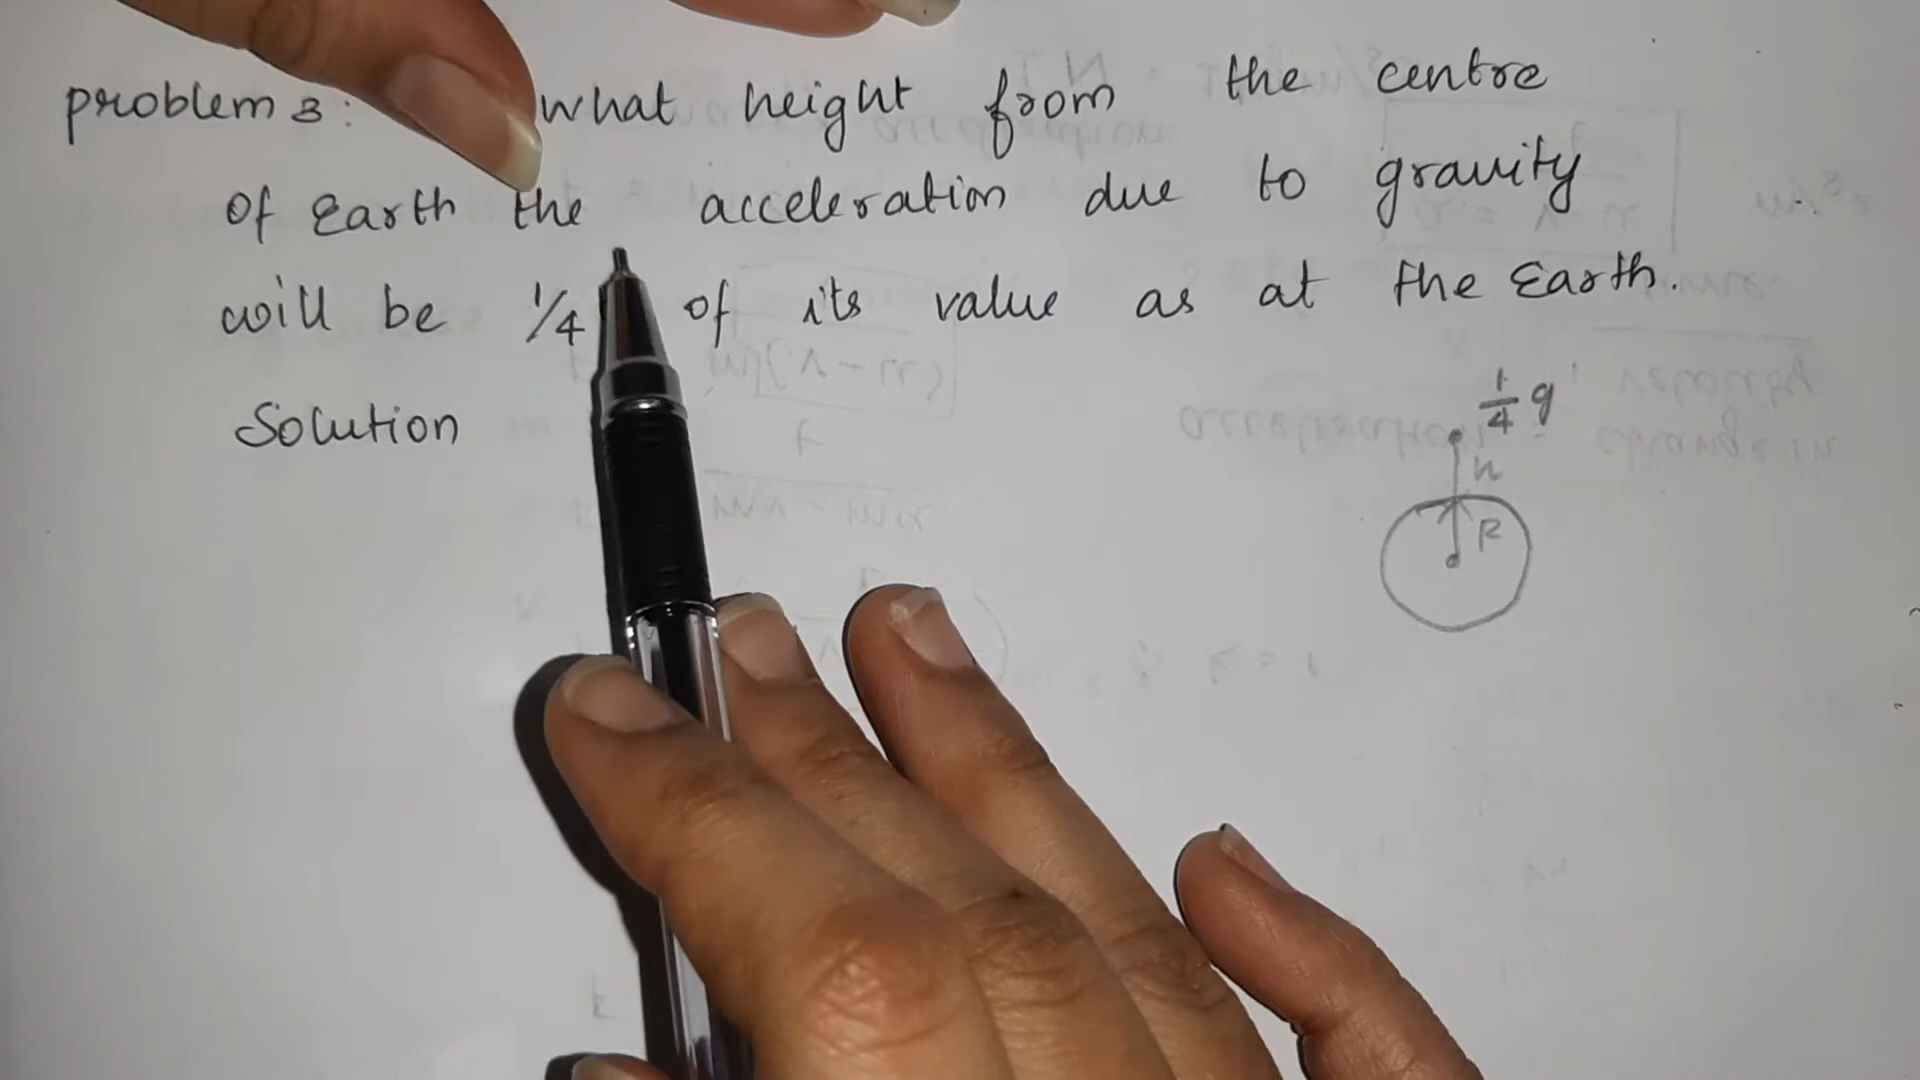 problem 3: what height from the centre
of Earth the acceleration due to gravity
will be 1/4 of its value as at the Earth.
Solution
1/4 g
h
R